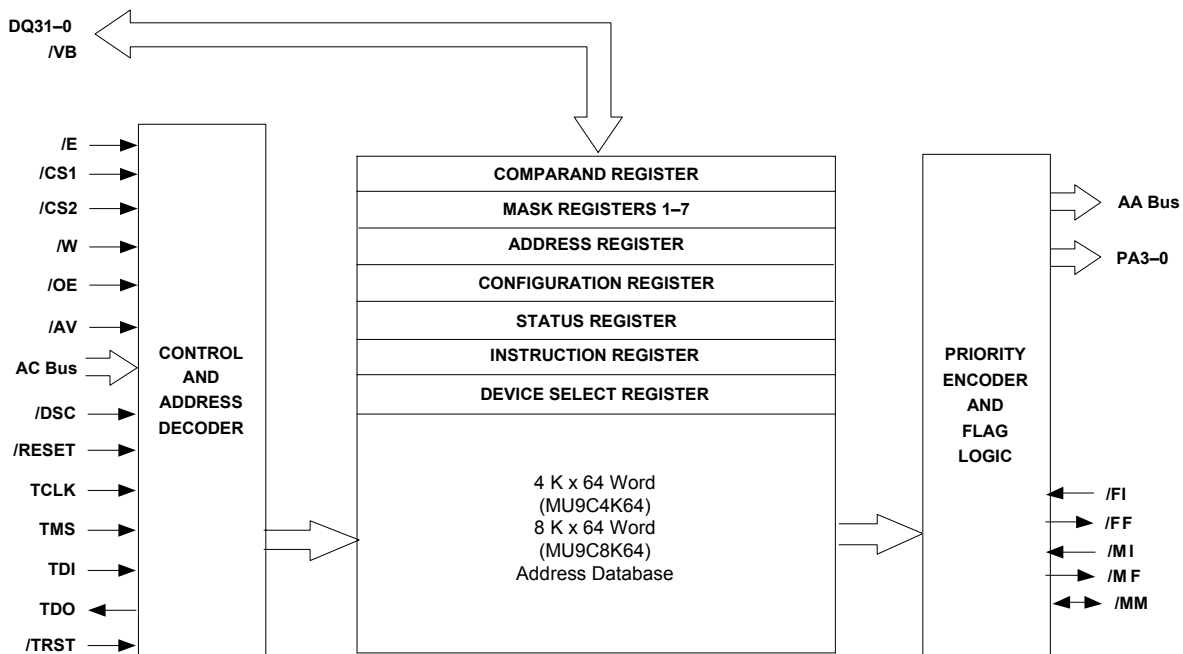 DQ31–0
/VB
/E
/CS1
/CS2
/W
/OE
/AV
AC Bus
/DSC
/RESET
TCLK
TMS
TDI
TDO
/TRST
CONTROL
AND
ADDRESS
DECODER
COMPARAND REGISTER
MASK REGISTERS 1–7
ADDRESS REGISTER
CONFIGURATION REGISTER
STATUS REGISTER
INSTRUCTION REGISTER
DEVICE SELECT REGISTER
4 K x 64 Word
(MU9C4K64)
8 K x 64 Word
(MU9C8K64)
Address Database
PRIORITY
ENCODER
AND
FLAG
LOGIC
AA Bus
PA3–0
/FI
/FF
/MI
/MF
/MM